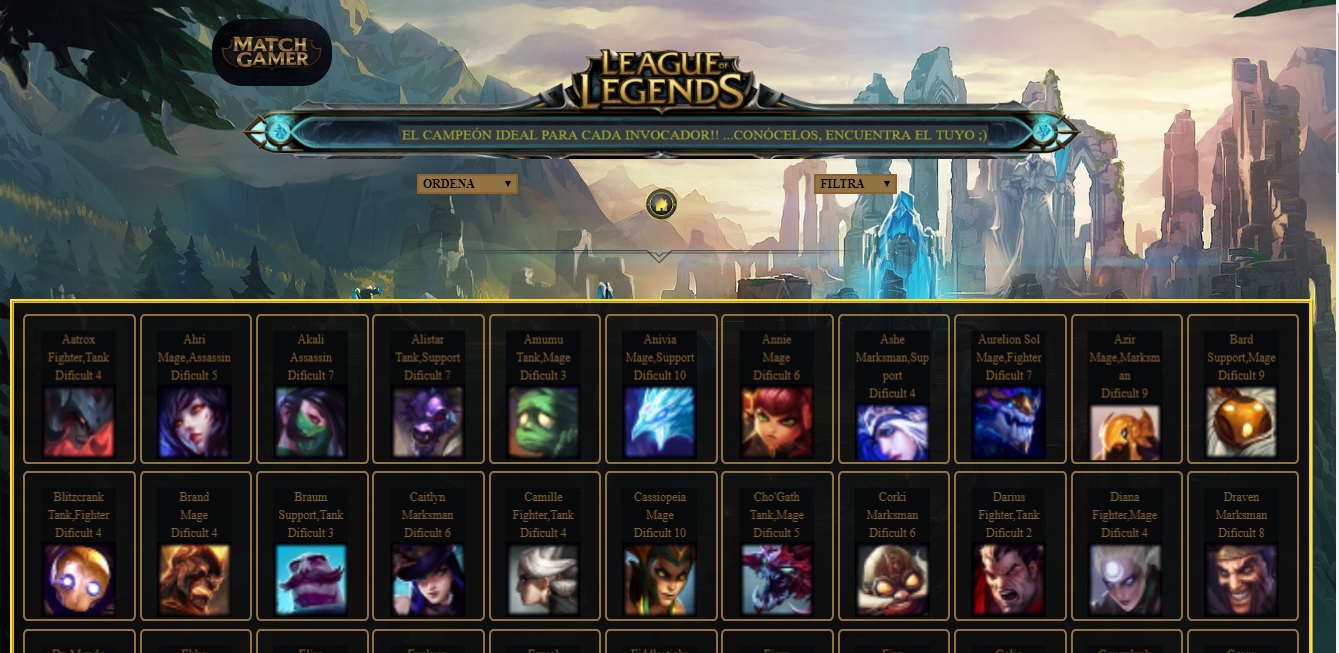 MATCH
GAMER
LEAGUE OF
LEGENDS
EL CAMPEÓN IDEAL PARA CADA INVOCADOR!! ...CONÓCELOS, ENCUENTRA EL TUYO ;)
ORDENA
FILTRA
Aatrox
Fighter,Tank
Dificult 4
Ahri
Mage,Assassin
Dificult 5
Akali
Assassin
Dificult 7
Alistar
Tank,Support
Dificult 7
Amumu
Tank,Mage
Dificult 3
Anivia
Mage,Support
Dificult 10
Annie
Mage
Dificult 6
Ashe
Marksman,Sup
port
Dificult 4
Aurelion Sol
Mage,Fighter
Dificult 7
Azir
Mage,Marksm
an
Dificult 9
Bard
Support,Mage
Dificult 9
Blitzcrank
Tank,Fighter
Dificult 4
Brand
Mage
Dificult 4
Braum
Support,Tank
Dificult 3
Caitlyn
Marksman
Dificult 6
Camille
Fighter,Tank
Dificult 4
Cassiopeia
Mage
Dificult 10
Cho'Gath
Tank,Mage
Dificult 5
Corki
Marksman
Dificult 6
Darius
Fighter,Tank
Dificult 2
Diana
Fighter,Mage
Dificult 4
Draven
Marksman
Dificult 8